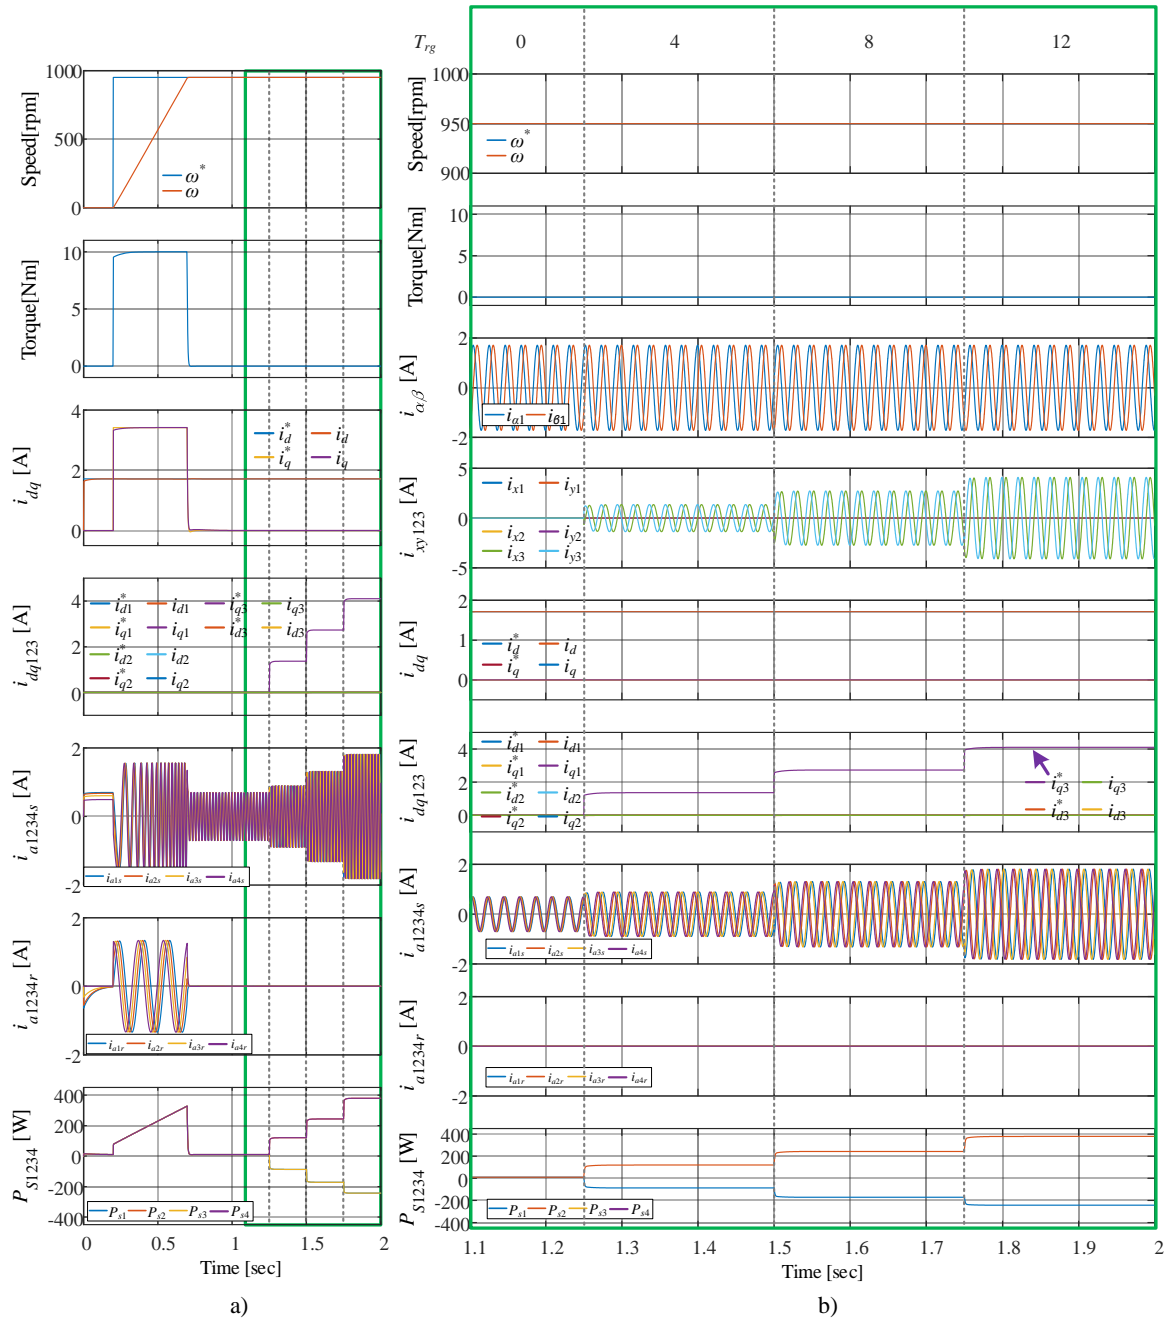 Speed[rpm]
1000
500
0
ω*
ω
Torque[Nm]
10
5
0
i_dq [A]
4
2
0
i*_d i_d
i*_q i_q
i_dq123 [A]
4
2
0
i*_d1 i_d1 i*_q3 i_q3
i*_q1 i_q1 i*_d3 i_d3
i*_d2 i_d2
i*_q2 i_q2
i_a1234s [A]
2
0
-2
i_a1s i_a2s i_a3s i_a4s
i_a1234r [A]
2
0
-2
i_a1r i_a2r i_a3r i_a4r
P_S1234 [W]
400
200
0
-200
-400
P_s1 P_s2 P_s3 P_s4
0 0.5 1 1.5 2
Time [sec]
a)
T_rg 0 4 8 12
Speed[rpm]
1000
950
900
ω*
ω
Torque[Nm]
10
5
0
i_αβ [A]
2
0
-2
i_α1 i_β1
i_xy123 [A]
5
0
-5
i_x1 i_y1
i_x2 i_y2
i_x3 i_y3
i_dq [A]
2
1
0
i*_d i_d
i*_q i_q
i_dq123 [A]
4
2
0
i*_d1 i_d1
i*_q1 i_q1
i*_d2 i_d2
i*_q2 i_q2
i*_q3 i_q3
i*_d3 i_d3
i_a1234s [A]
2
0
-2
i_a1s i_a2s i_a3s i_a4s
i_a1234r [A]
2
0
-2
i_a1r i_a2r i_a3r i_a4r
P_S1234 [W]
400
200
0
-200
-400
P_s1 P_s2 P_s3 P_s4
1.1 1.2 1.3 1.4 1.5 1.6 1.7 1.8 1.9 2
Time [sec]
b)